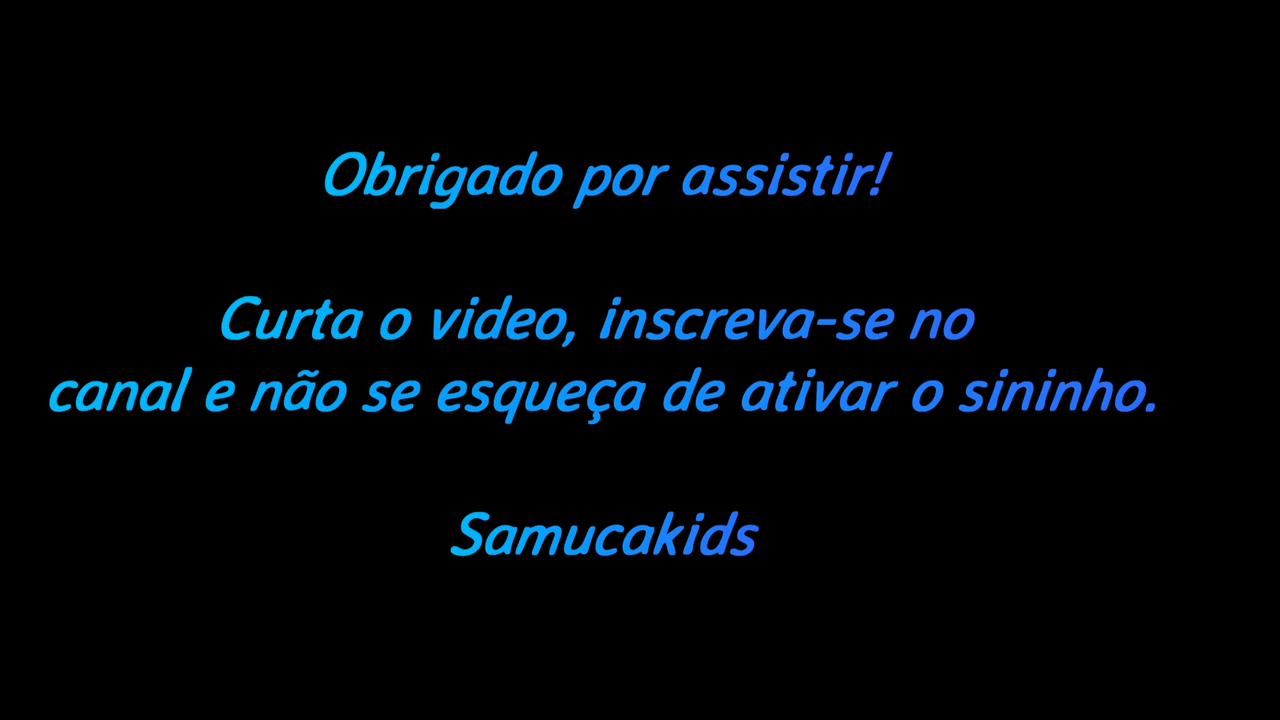 Obrigado por assistir!
Curta o video, inscreva-se no
canal e não se esqueça de ativar o sininho.
Samucakids